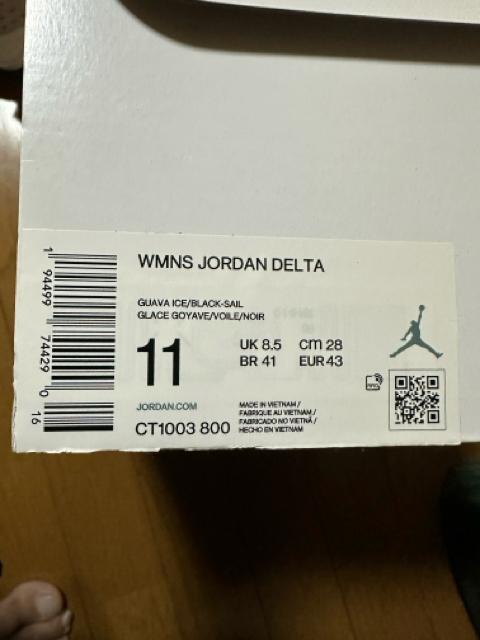 WMNS JORDAN DELTA
GUAVA ICE/BLACK-SAIL
GLACE GOYAVE/VOILE/NOIR
11
UK 8.5 cm 28
BR 41 EUR 43
JORDAN.COM
CT1003 800
MADE IN VIETNAM /
FABRIQUE AU VIETNAM /
FABRICADO NO VIETNÃ /
HECHO EN VIETNAM
1 94499 74429 0 16